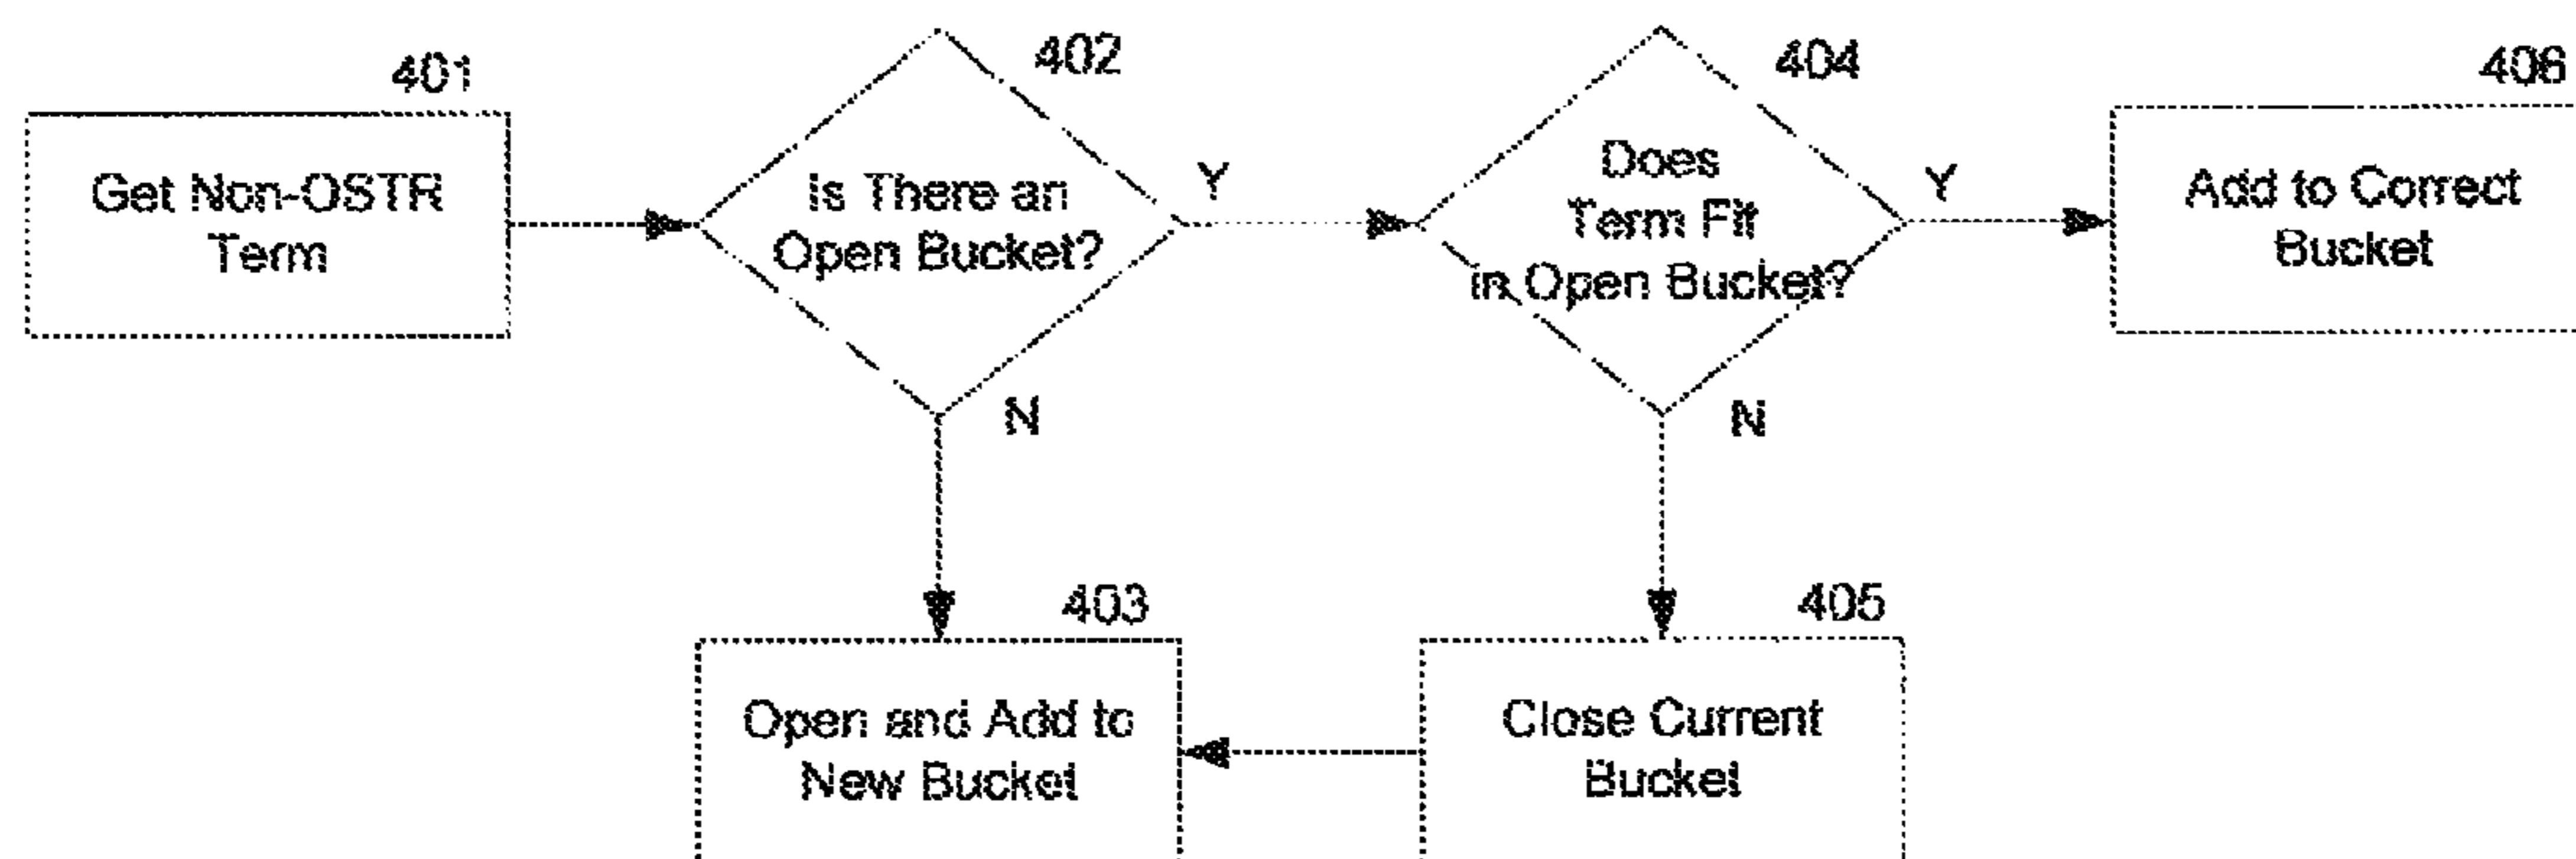 401
Get Non-OSTR
Term
402
Is There an
Open Bucket?
Y
N
404
Does
Term Fit
in Open Bucket?
Y
N
406
Add to Correct
Bucket
403
Open and Add to
New Bucket
405
Close Current
Bucket